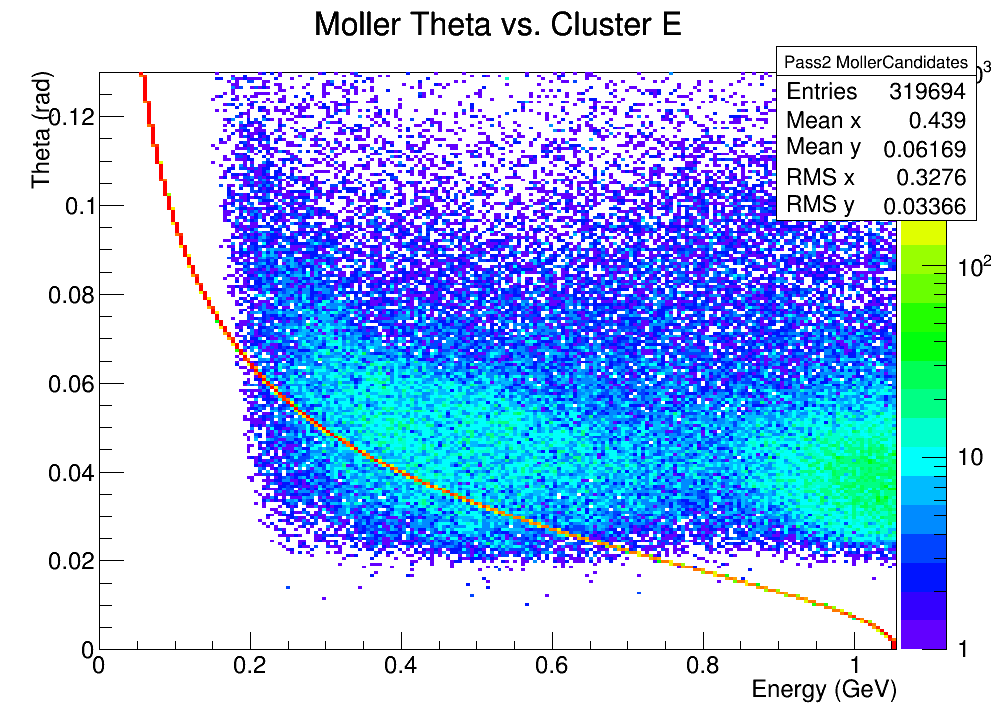 Moller Theta vs. Cluster E
Pass2 MollerCandidates
Entries 319694
Mean x 0.439
Mean y 0.06169
RMS x 0.3276
RMS y 0.03366
Theta (rad)
0.12
0.1
0.08
0.06
0.04
0.02
0
0 0.2 0.4 0.6 0.8 1
Energy (GeV)
10²
10
1